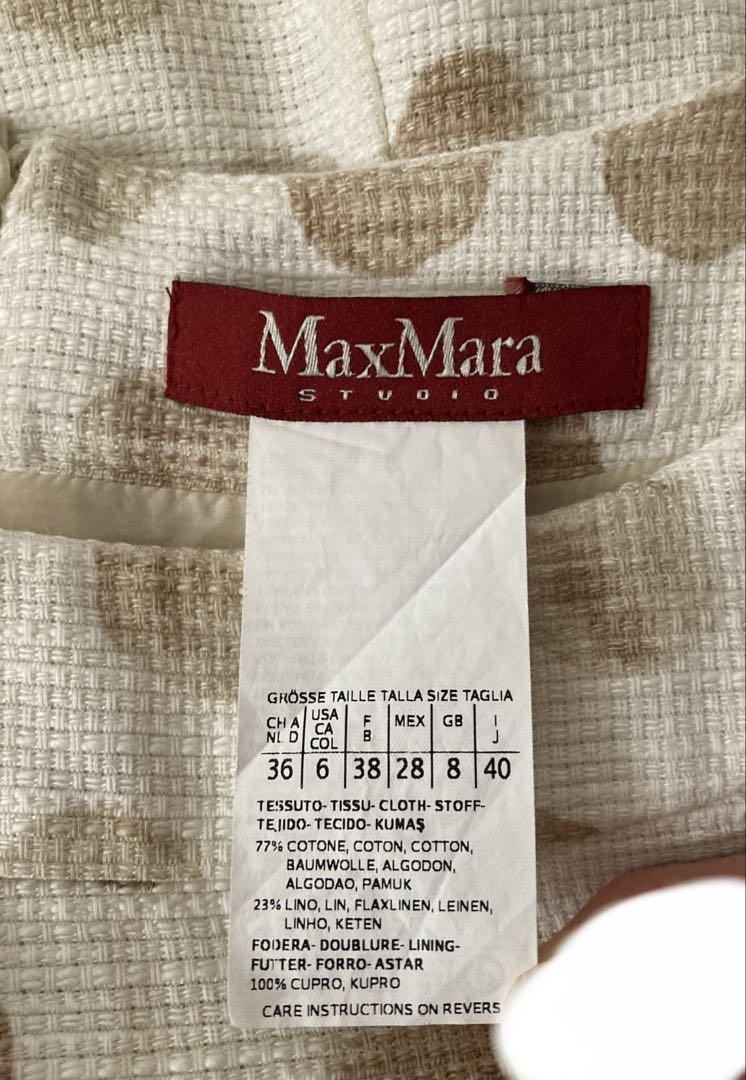 MaxMara
STUDIO
GRÖSSE TAILLE TALLA SIZE TAGLIA
CH A USA F MEX GB I
NL D CA B J
COL
36 6 38 28 8 40
TESSUTO- TISSU- CLOTH- STOFF-
TEJIDO- TECIDO- KUMAŞ
77% COTONE, COTON, COTTON,
BAUMWOLLE, ALGODON,
ALGODAO, PAMUK
23% LINO, LIN, FLAXLINEN, LEINEN,
LINHO, KETEN
FODERA- DOUBLURE- LINING-
FUTTER- FORRO- ASTAR
100% CUPRO, KUPRO
CARE INSTRUCTIONS ON REVERS